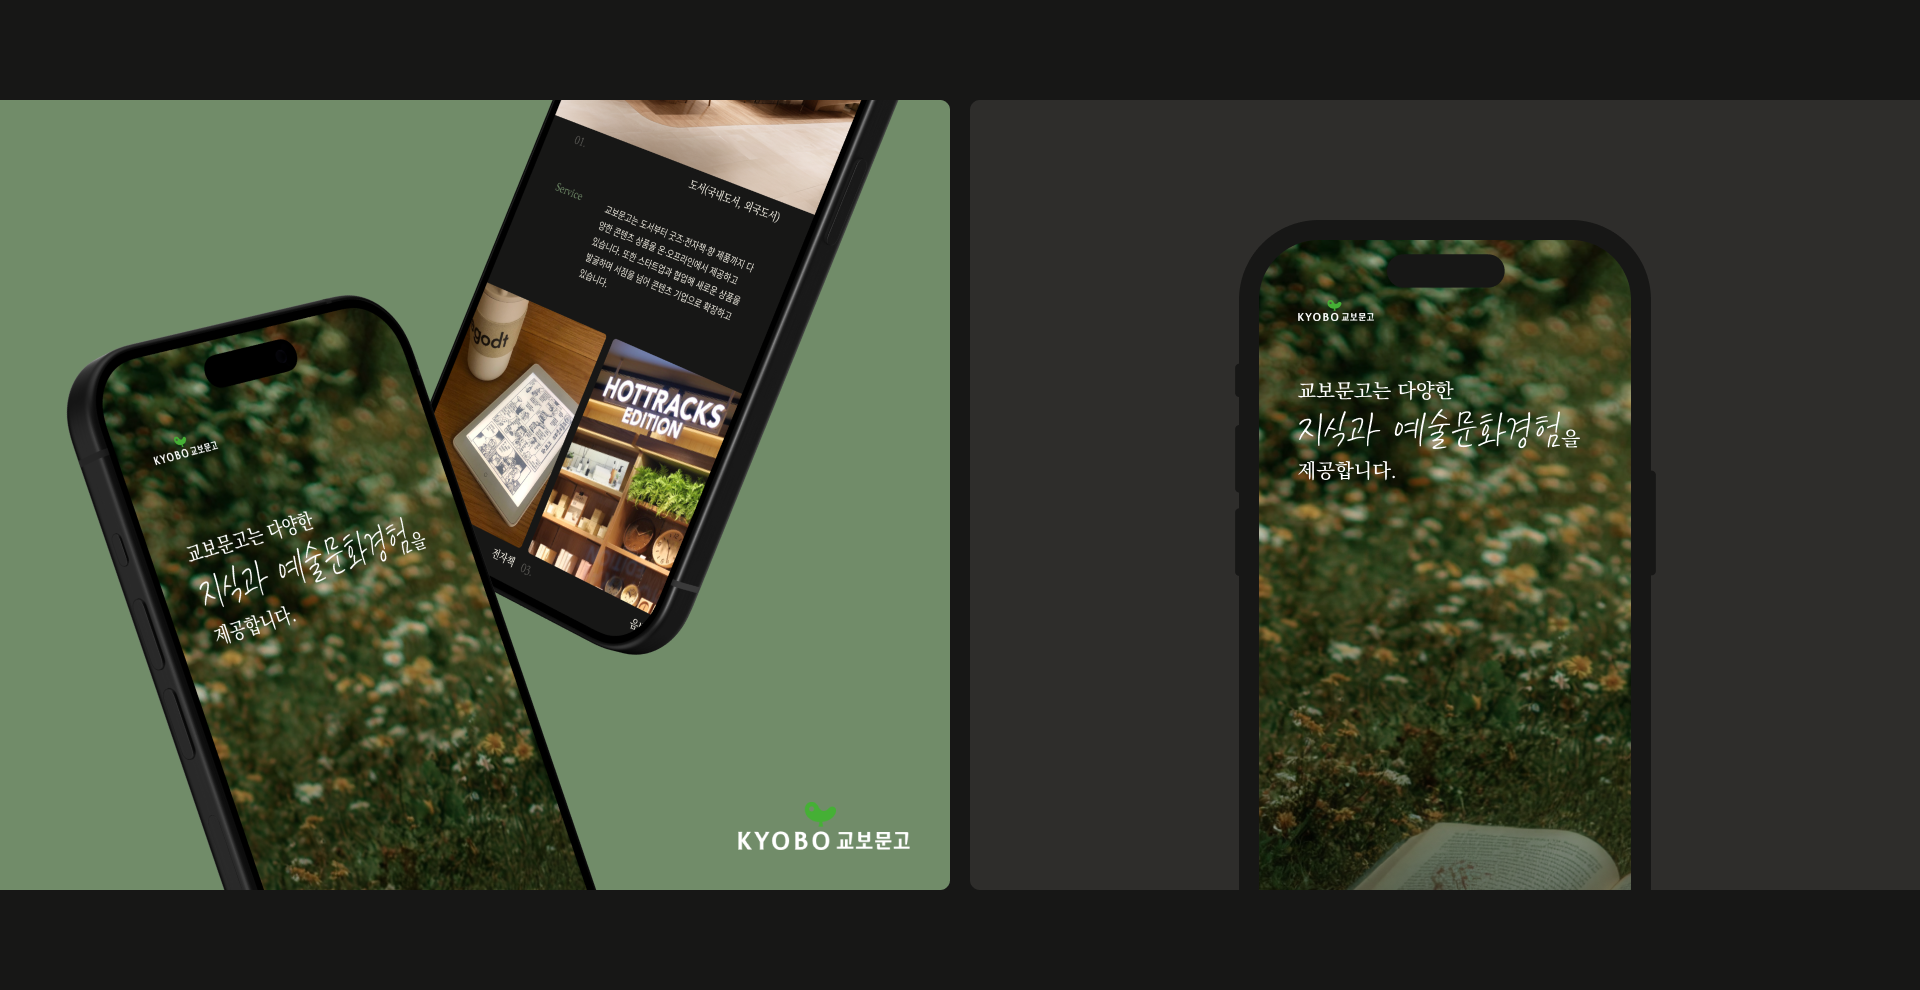 01.
도서(국내도서, 외국도서)
Service
교보문고는 도서부터 굿즈·전자책·향 제품까지 다
양한 콘텐츠 상품을 온·오프라인에서 제공하고
있습니다. 또한 스타트업과 협업해 새로운 상품을
발굴하며 서점을 넘어 콘텐츠 기업으로 확장하고
있습니다.
godt
HOTTRACKS
EDITION
전자책
03.
음
KYOBO 교보문고
교보문고는 다양한
지식과 예술문화경험을
제공합니다.
KYOBO 교보문고
KYOBO 교보문고
교보문고는 다양한
지식과 예술문화경험을
제공합니다.